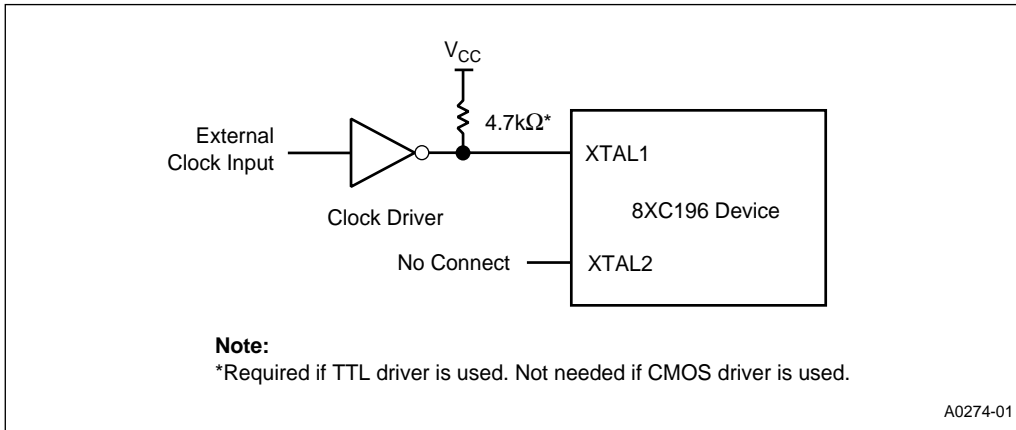 V_CC
4.7kΩ*
External
Clock Input
XTAL1
8XC196 Device
Clock Driver
No Connect
XTAL2
Note:
*Required if TTL driver is used. Not needed if CMOS driver is used.
A0274-01